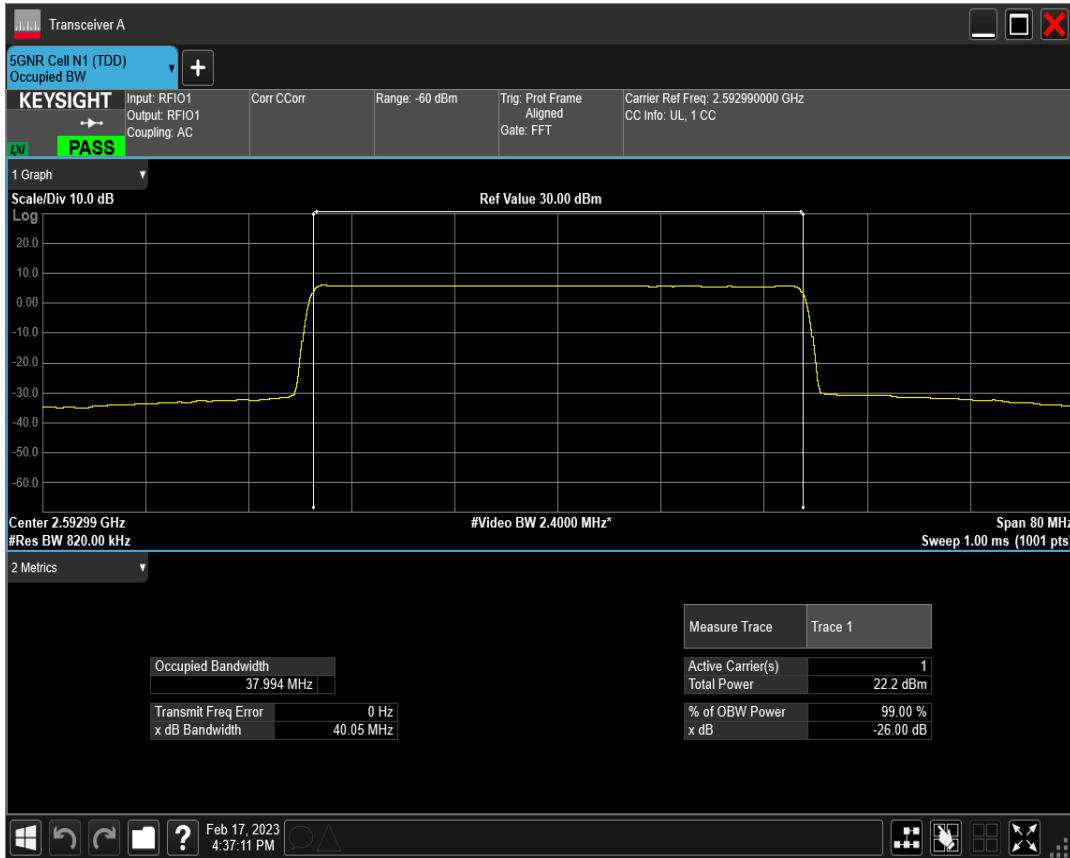 Transceiver A
5GNR Cell N1 (TDD)
Occupied BW
+
KEYSIGHT
LXI
PASS
Input: RFIO1
Output: RFIO1
Coupling: AC
Corr CCorr
Range: -60 dBm
Trig: Prot Frame
Aligned
Gate: FFT
Carrier Ref Freq: 2.592990000 GHz
CC Info: UL, 1 CC
1 Graph
Scale/Div 10.0 dB
Ref Value 30.00 dBm
Log
20.0
10.0
0.00
-10.0
-20.0
-30.0
-40.0
-50.0
-60.0
Center 2.59299 GHz
#Video BW 2.4000 MHz*
Span 80 MHz
#Res BW 820.00 kHz
Sweep 1.00 ms (1001 pts)
2 Metrics
Measure Trace Trace 1
Occupied Bandwidth
37.994 MHz
Active Carrier(s) 1
Total Power 22.2 dBm
Transmit Freq Error 0 Hz
x dB Bandwidth 40.05 MHz
% of OBW Power 99.00 %
x dB -26.00 dB
?
Feb 17, 2023
4:37:11 PM